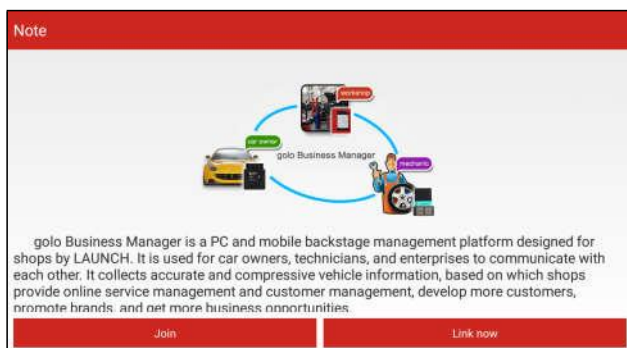 Note
workshop
car owner
golo Business Manager
mechanic
golo Business Manager is a PC and mobile backstage management platform designed for
shops by LAUNCH. It is used for car owners, technicians, and enterprises to communicate with
each other. It collects accurate and compressive vehicle information, based on which shops
provide online service management and customer management, develop more customers,
promote brands, and get more business opportunities.
Join
Link now